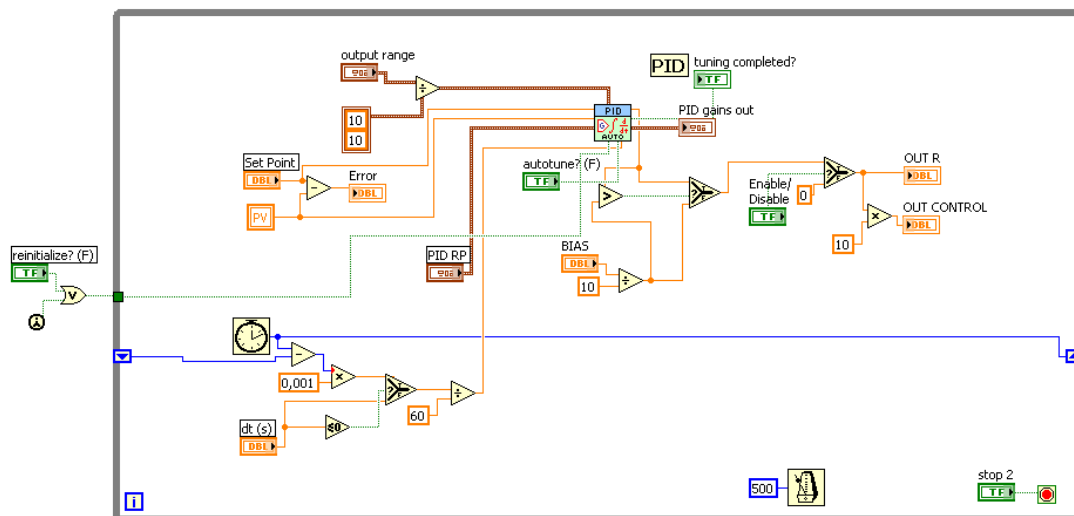 output range
PID
tuning completed?
TF
10
10
PID
AUTO
PID gains out
Set Point
DBL
Error
DBL
autotune? (F)
TF
PV
OUT R
DBL
Enable/
Disable
TF
0
OUT CONTROL
DBL
10
reinitialize? (F)
TF
V
PID RP
BIAS
DBL
10
0,001
60
dt (s)
DBL
≤0
i
500
stop 2
TF